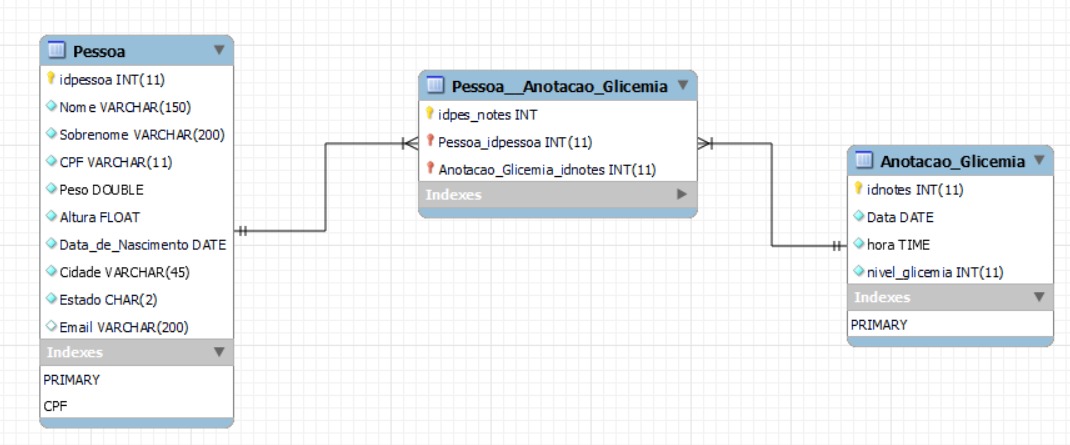 Pessoa
idpessoa INT(11)
Nome VARCHAR(150)
Sobrenome VARCHAR(200)
CPF VARCHAR(11)
Peso DOUBLE
Altura FLOAT
Data_de_Nascimento DATE
Cidade VARCHAR(45)
Estado CHAR(2)
Email VARCHAR(200)
Indexes
PRIMARY
CPF
Pessoa__Anotacao_Glicemia
idpes_notes INT
Pessoa_idpessoa INT(11)
Anotacao_Glicemia_idnotes INT(11)
Indexes
Anotacao_Glicemia
idnotes INT(11)
Data DATE
hora TIME
nivel_glicemia INT(11)
Indexes
PRIMARY